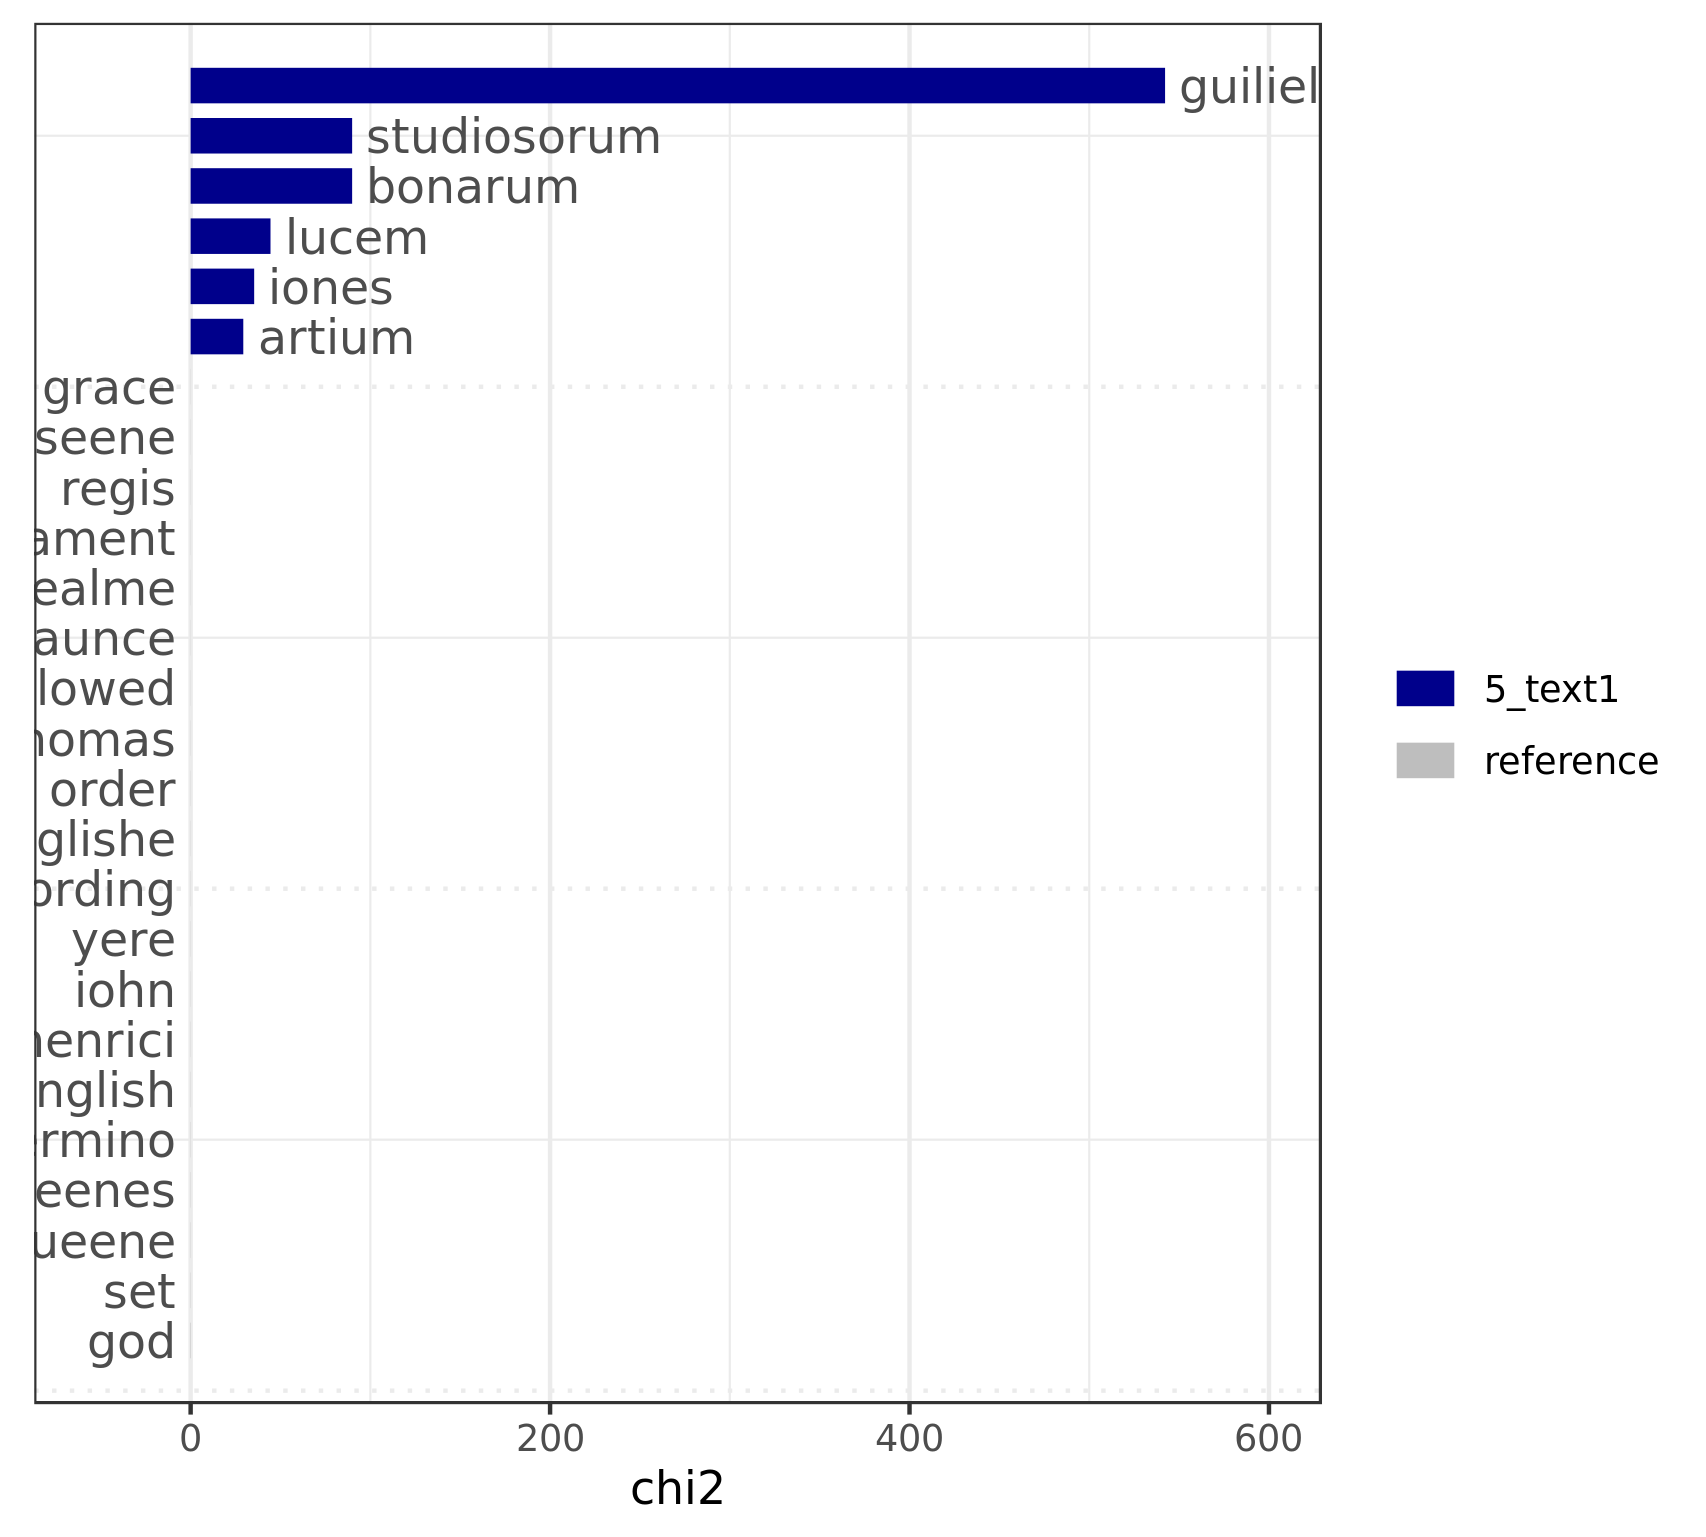 guiliel
studiosorum
bonarum
lucem
iones
artium
grace
seene
regis
ament
ealme
aunce
lowed
homas
order
glishe
ording
yere
iohn
henrici
nglish
ermino
eenes
ueene
set
god
5_text1
reference
0 200 400 600
chi2